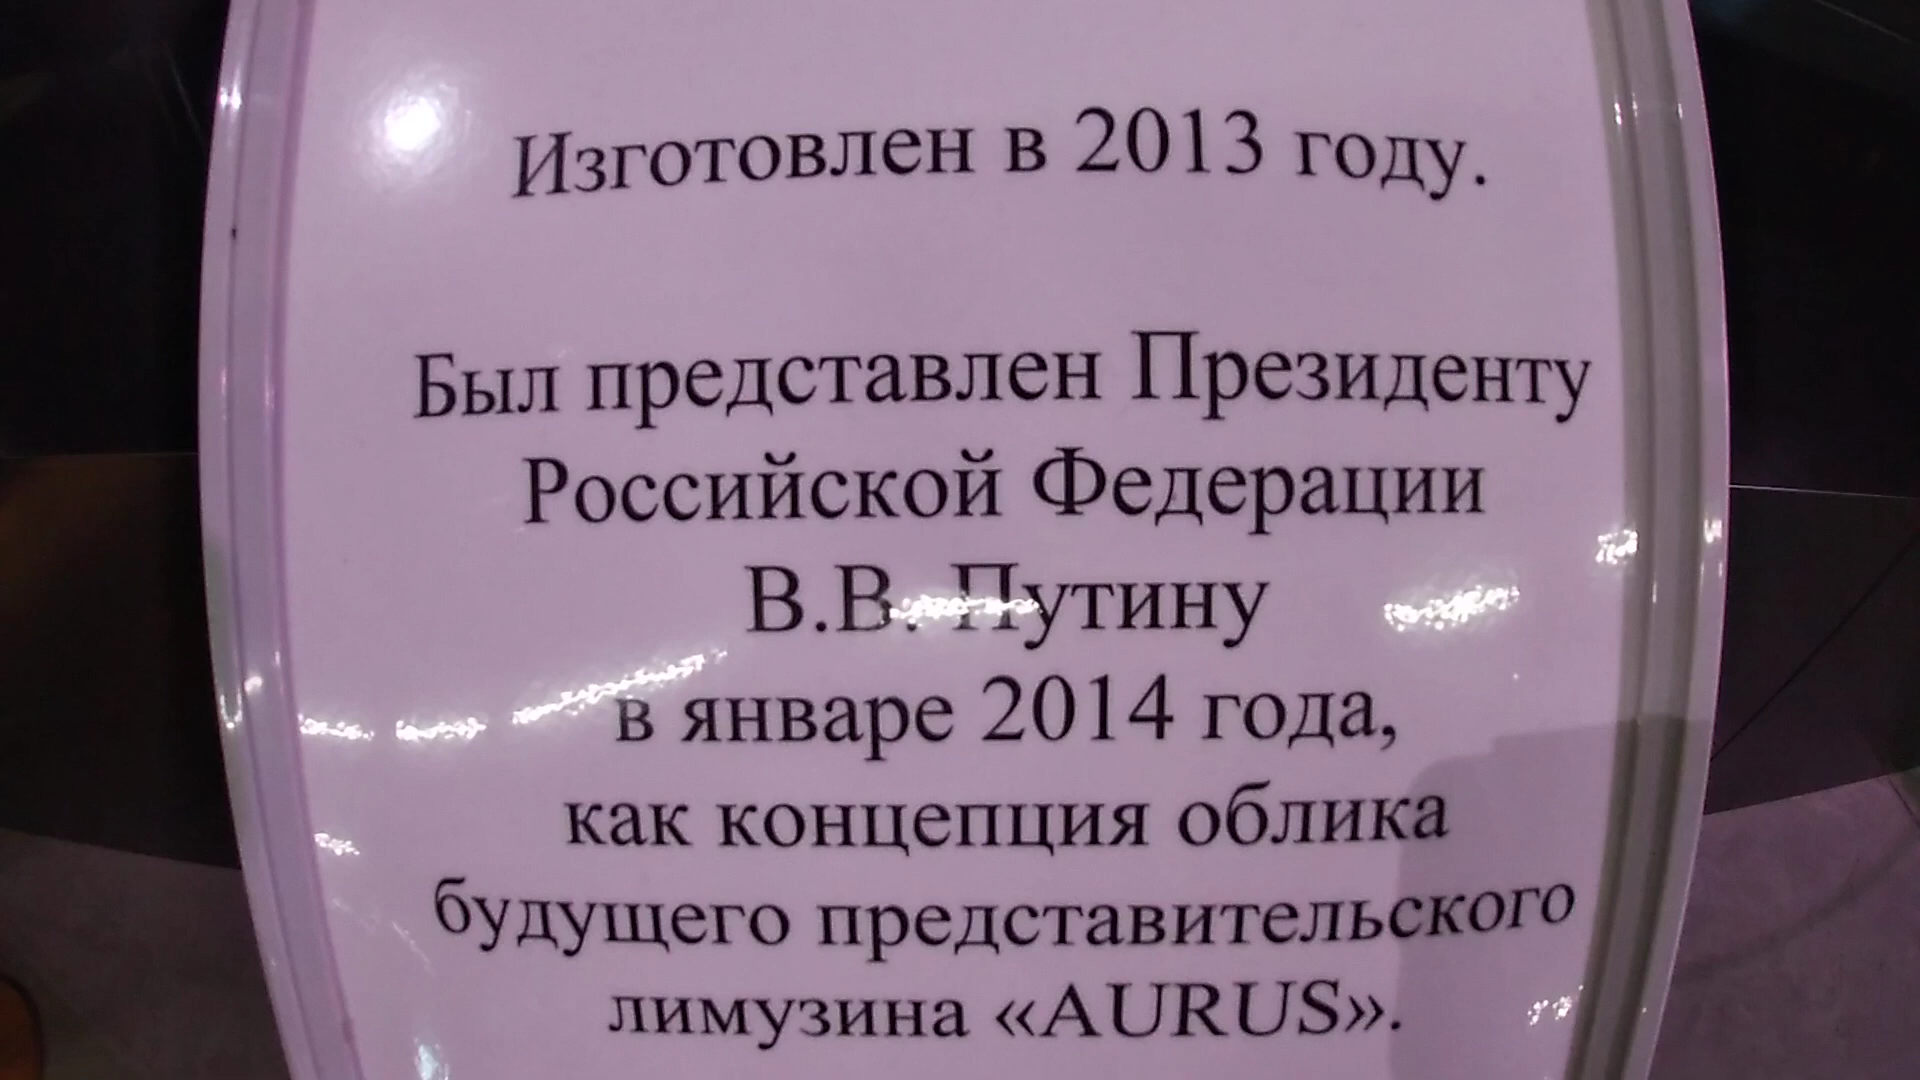 Изготовлен в 2013 году.
Был представлен Президенту
Российской Федерации
В.В. Путину
в январе 2014 года,
как концепция облика
будущего представительского
лимузина «AURUS».